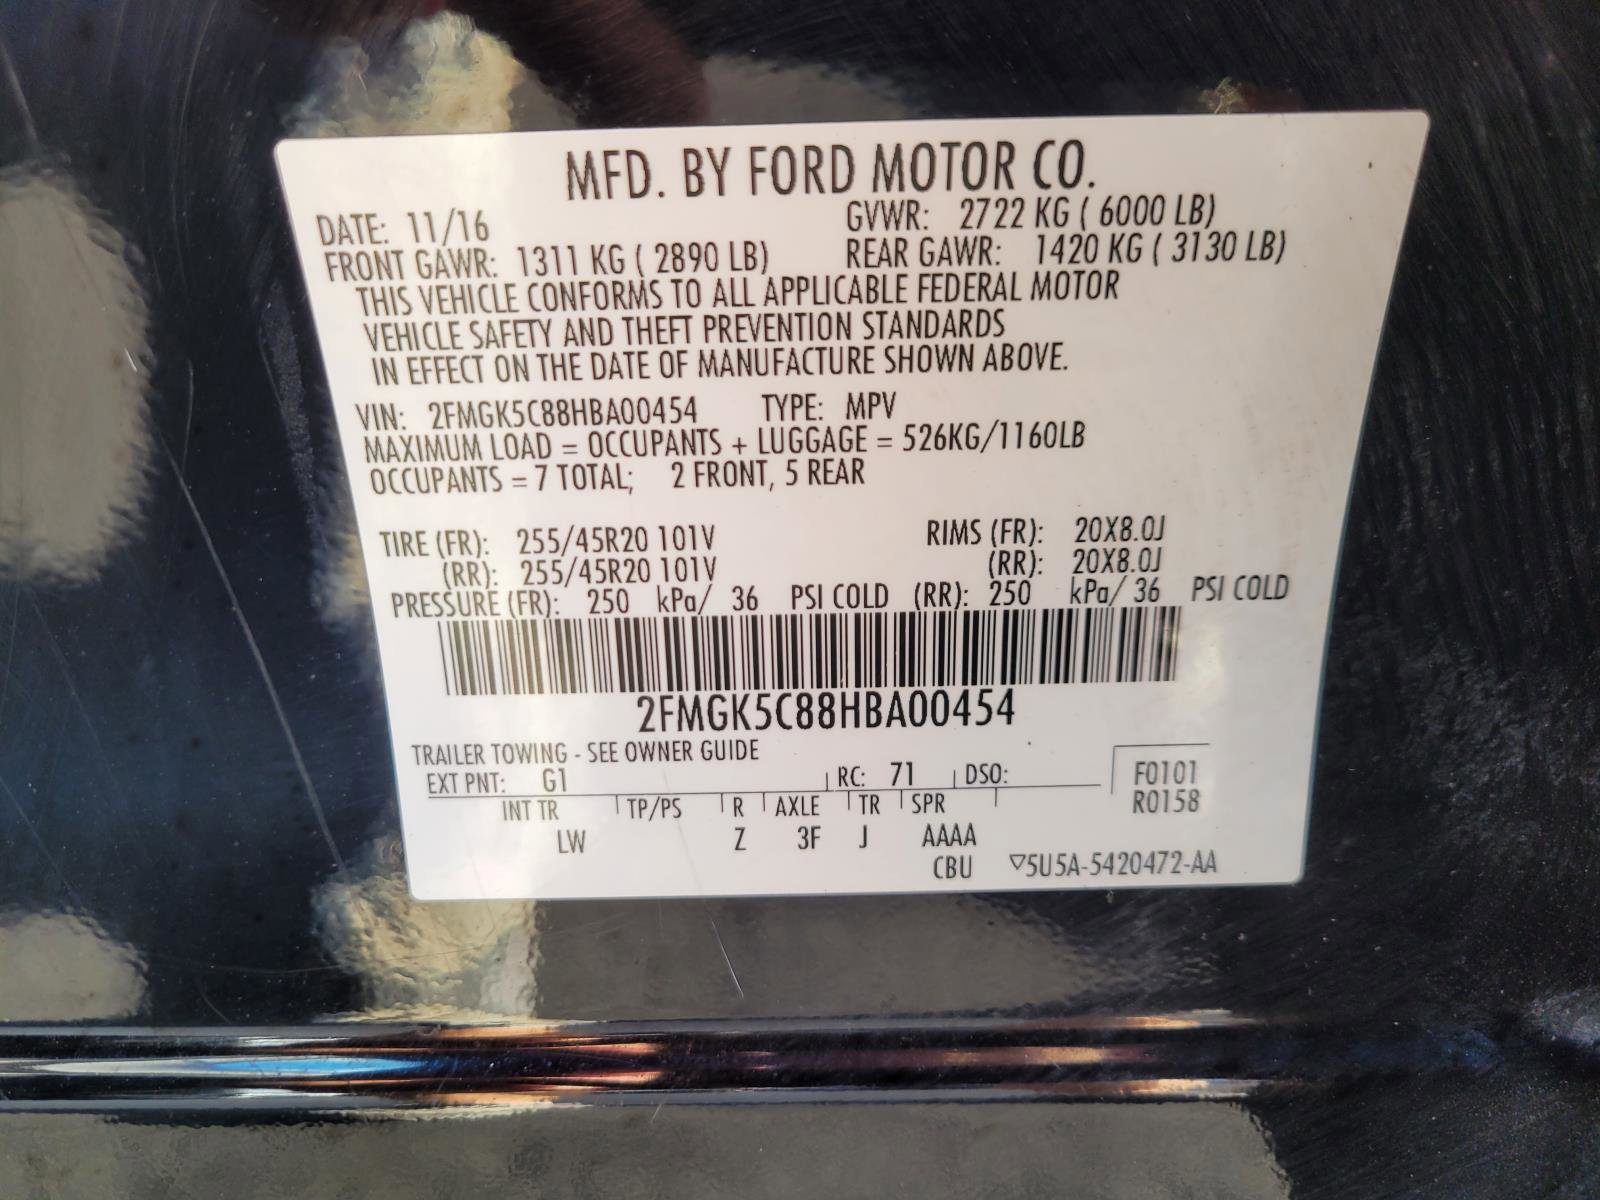 MFD. BY FORD MOTOR CO.
DATE: 11/16 GVWR: 2722 KG ( 6000 LB)
FRONT GAWR: 1311 KG ( 2890 LB) REAR GAWR: 1420 KG ( 3130 LB)
THIS VEHICLE CONFORMS TO ALL APPLICABLE FEDERAL MOTOR
VEHICLE SAFETY AND THEFT PREVENTION STANDARDS
IN EFFECT ON THE DATE OF MANUFACTURE SHOWN ABOVE.
VIN: 2FMGK5C88HBA00454 TYPE: MPV
MAXIMUM LOAD = OCCUPANTS + LUGGAGE = 526KG/1160LB
OCCUPANTS = 7 TOTAL; 2 FRONT, 5 REAR
TIRE (FR): 255/45R20 101V RIMS (FR): 20X8.0J
(RR): 255/45R20 101V (RR): 20X8.0J
PRESSURE (FR): 250 kPa/ 36 PSI COLD (RR): 250 kPa/ 36 PSI COLD
2FMGK5C88HBA00454
TRAILER TOWING - SEE OWNER GUIDE
EXT PNT: G1 RC: 71 DSO: F0101
INT TR TP/PS R AXLE TR SPR R0158
LW Z 3F J AAAA
CBU ▽5U5A-5420472-AA